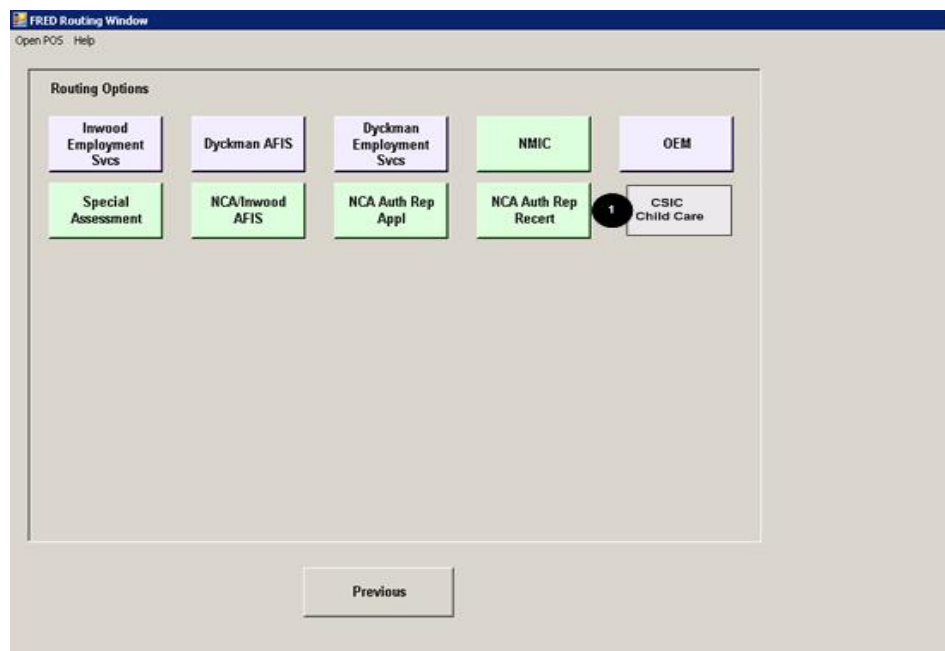 FRED Routing Window
Open POS Help
Routing Options
Inwood
Employment
Svcs
Dyckman AFIS
Dyckman
Employment
Svcs
NMIC
OEM
Special
Assessment
NCA/Inwood
AFIS
NCA Auth Rep
Appl
NCA Auth Rep
Recert
1
CSIC
Child Care
Previous